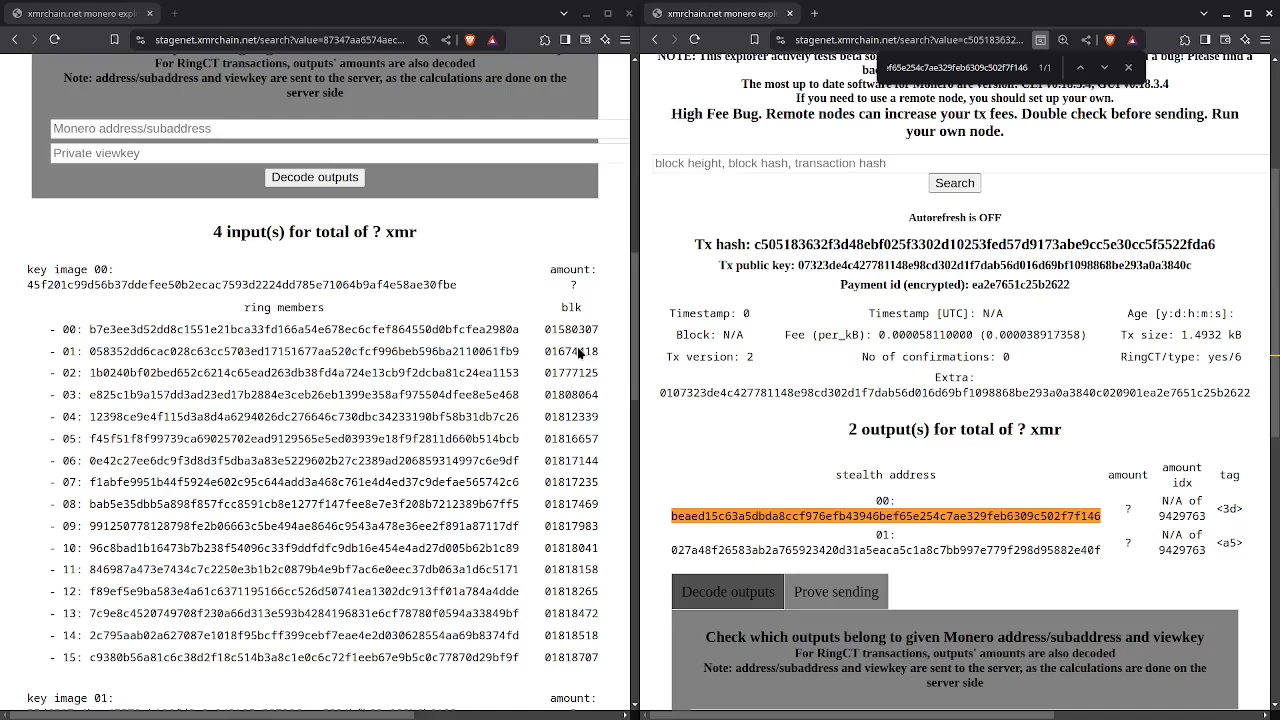 xmrchain.net monero expl
stagenet.xmrchain.net/search?value=87347aa6574aec...
For RingCT transactions, outputs' amounts are also decoded
Note: address/subaddress and viewkey are sent to the server, as the calculations are done on the
server side
Monero address/subaddress
Private viewkey
Decode outputs
4 input(s) for total of ? xmr
key image 00: amount:
45f201c99d56b37ddefee50b2ecac7593d2224dd785e71064b9af4e58ae30fbe ?
ring members blk
- 00: b7e3ee3d52dd8c1551e21bca33fd166a54e678ec6cfef864550d0bfcfea2980a 01580307
- 01: 058352dd6cac028c63cc5703ed17151677aa520cfcf996beb596ba2110061fb9 01674418
- 02: 1b0240bf02bed652c6214c65ead263db38fd4a724e13cb9f2dcba81c24ea1153 01777125
- 03: e825c1b9a157dd3ad23ed17b2884e3ceb26eb1399e358af975504dfee8e5e468 01808064
- 04: 12398ce9e4f115d3a8d4a6294026dc276646c730dbc34233190bf58b31db7c26 01812339
- 05: f45f51f8f99739ca69025702ead9129565e5ed03939e18f9f2811d660b514bcb 01816657
- 06: 0e42c27ee6dc9f3d8d3f5dba3a83e5229602b27c2389ad206859314997c6e9df 01817144
- 07: f1abfe9951b44f5924e602c95c644add3a468c761e4d4ed37c9defae565742c6 01817235
- 08: bab5e35dbb5a898f857fcc8591cb8e1277f147fee8e7e3f208b7212389b67ff5 01817469
- 09: 991250778128798fe2b06063c5be494ae8646c9543a478e36ee2f891a87117df 01817983
- 10: 96c8bad1b16473b7b238f54096c33f9ddfdfc9db16e454e4ad27d005b62b1c89 01818041
- 11: 846987a473e7434c7c2250e3b1b2c0879b4e9bf7ac6e0eec37db063a1d6c5171 01818158
- 12: f89ef5e9ba583e4a61c6371195166cc526d50741ea1302dc913ff01a784a4dde 01818265
- 13: 7c9e8c4520749708f230a66d313e593b4284196831e6cf78780f0594a33849bf 01818472
- 14: 2c795aab02a627087e1018f95bcff399cebf7eae4e2d030628554aa69b8374fd 01818518
- 15: c9380b56a81c6c38d2f18c514b3a8c1e0c6c72f1eeb67e9b5c0c77870d29bf9f 01818707
key image 01: amount:
xmrchain.net monero expl
stagenet.xmrchain.net/search?value=c5051836 32...
f65e254c7ae329feb6309c502f7f146 1/1
NOTE: This explorer actively tests beta
a bug. Please find a
The most up to date software for Monero are version: CLI v0.18.3.4, GUI v0.18.3.4
If you need to use a remote node, you should set up your own.
High Fee Bug. Remote nodes can increase your tx fees. Double check before sending. Run
your own node.
block height, block hash, transaction hash
Search
Autorefresh is OFF
Tx hash: c505183632f3d48ebf025f3302d10253fed57d9173abe9cc5e30cc5f5522fda6
Tx public key: 07323de4c427781148e98cd302d1f7dab56d016d69bf1098868be293a0a3840c
Payment id (encrypted): ea2e7651c25b2622
Timestamp: 0 Timestamp [UTC]: N/A Age [y:d:h:m:s]:
Block: N/A Fee (per_kB): 0.000058110000 (0.000038917358) Tx size: 1.4932 kB
Tx version: 2 No of confirmations: 0 RingCT/type: yes/6
Extra:
0107323de4c427781148e98cd302d1f7dab56d016d69bf1098868be293a0a3840c020901ea2e7651c25b2622
2 output(s) for total of ? xmr
stealth address amount amount idx tag
00:
beaed15c63a5dbda8ccf976efb43946bef65e254c7ae329feb6309c502f7f146 ? N/A of 9429763 <3d>
01:
027a48f26583ab2a765923420d31a5eaca5c1a8c7bb997e779f298d95882e40f ? N/A of 9429763 <a5>
Decode outputs Prove sending
Check which outputs belong to given Monero address/subaddress and viewkey
For RingCT transactions, outputs' amounts are also decoded
Note: address/subaddress and viewkey are sent to the server, as the calculations are done on the
server side